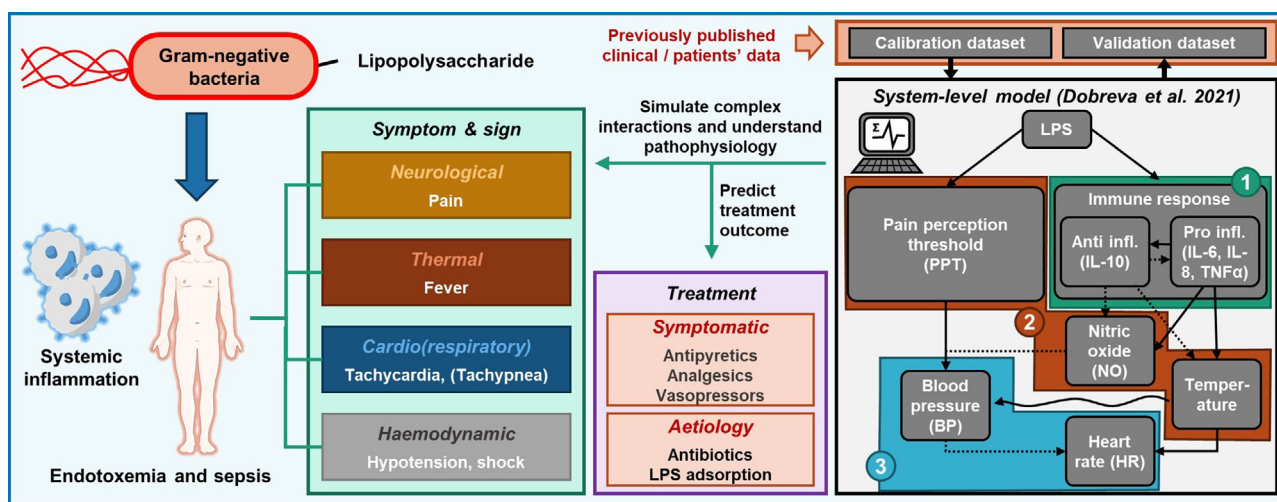 Gram-negative
bacteria
Lipopolysaccharide
Systemic
inflammation
Endotoxemia and sepsis
Symptom & sign
Neurological
Pain
Thermal
Fever
Cardio(respiratory)
Tachycardia, (Tachypnea)
Haemodynamic
Hypotension, shock
Previously published
clinical / patients' data
Simulate complex
interactions and understand
pathophysiology
Predict
treatment
outcome
Treatment
Symptomatic
Antipyretics
Analgesics
Vasopressors
Aetiology
Antibiotics
LPS adsorption
Calibration dataset
Validation dataset
System-level model (Dobreva et al. 2021)
Σ
LPS
1
Immune response
Pain perception
threshold
(PPT)
Anti infl.
(IL-10)
Pro infl.
(IL-6, IL-
8, TNFα)
2
Nitric
oxide
(NO)
Temper-
ature
Blood
pressure
(BP)
Heart
rate (HR)
3